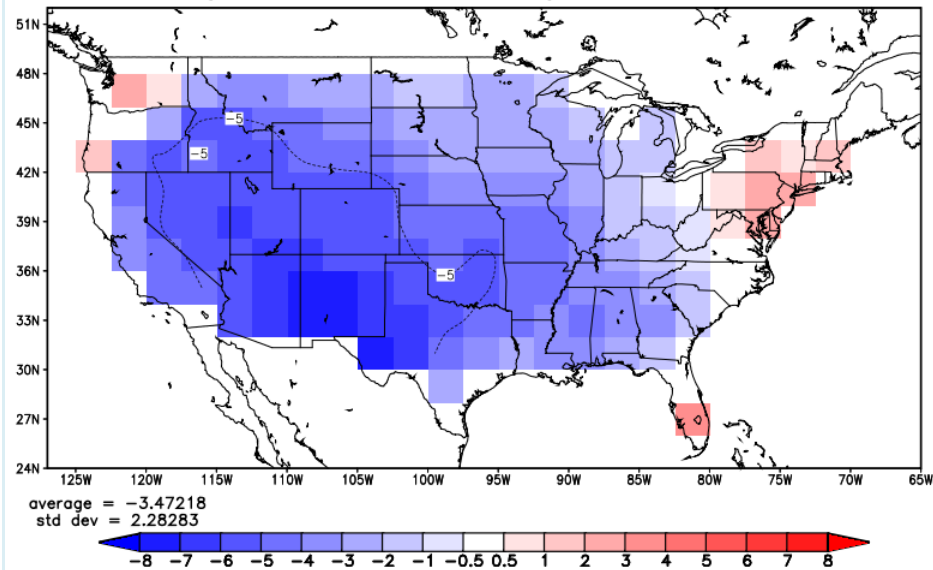 51N
48N
-5
45N
-5
42N
39N
36N
-5
33N
30N
27N
24N
125W 120W 115W 110W 105W 100W 95W 90W 85W 80W 75W 70W 65W
average = -3.47218
std dev = 2.28283
-8 -7 -6 -5 -4 -3 -2 -1 -0.5 0.5 1 2 3 4 5 6 7 8